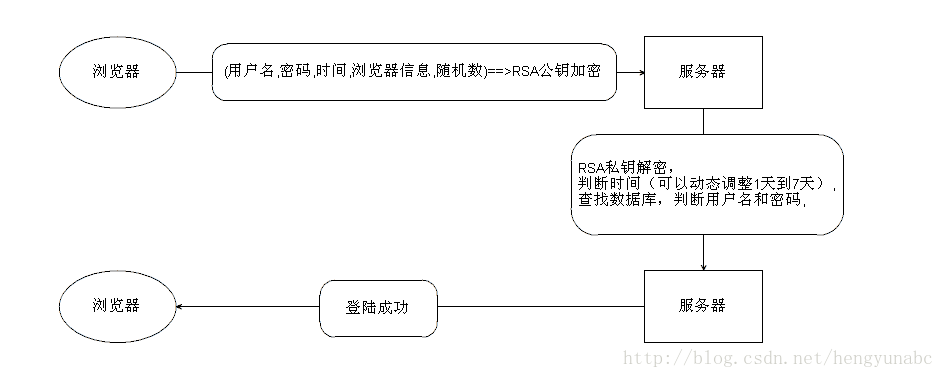 浏览器
(用户名,密码,时间,浏览器信息,随机数)==>RSA公钥加密
服务器
RSA私钥解密，
判断时间（可以动态调整1天到7天）,
查找数据库，判断用户名和密码,
浏览器
登陆成功
服务器
http://blog.csdn.net/hengyunabc